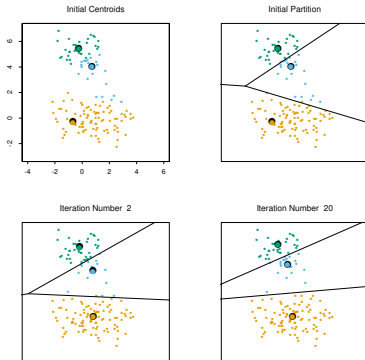 Initial Centroids
Initial Partition
6
4
2
0
-2
-4 -2 0 2 4 6
Iteration Number 2
Iteration Number 20